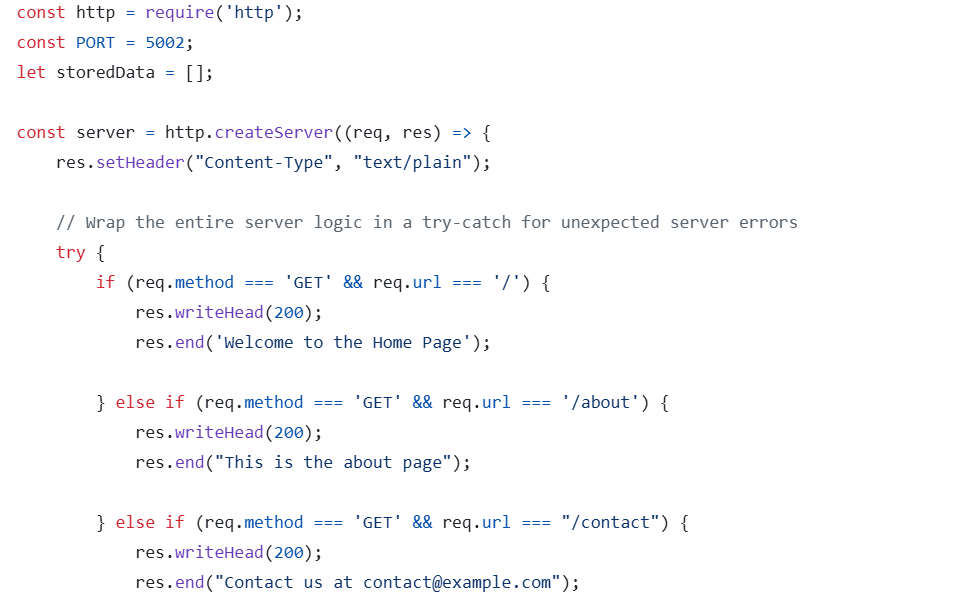 const http = require('http');
const PORT = 5002;
let storedData = [];
const server = http.createServer((req, res) => {
    res.setHeader("Content-Type", "text/plain");
    // Wrap the entire server logic in a try-catch for unexpected server errors
    try {
        if (req.method === 'GET' && req.url === '/') {
            res.writeHead(200);
            res.end('Welcome to the Home Page');
        } else if (req.method === 'GET' && req.url === '/about') {
            res.writeHead(200);
            res.end("This is the about page");
        } else if (req.method === 'GET' && req.url === "/contact") {
            res.writeHead(200);
            res.end("Contact us at contact@example.com");